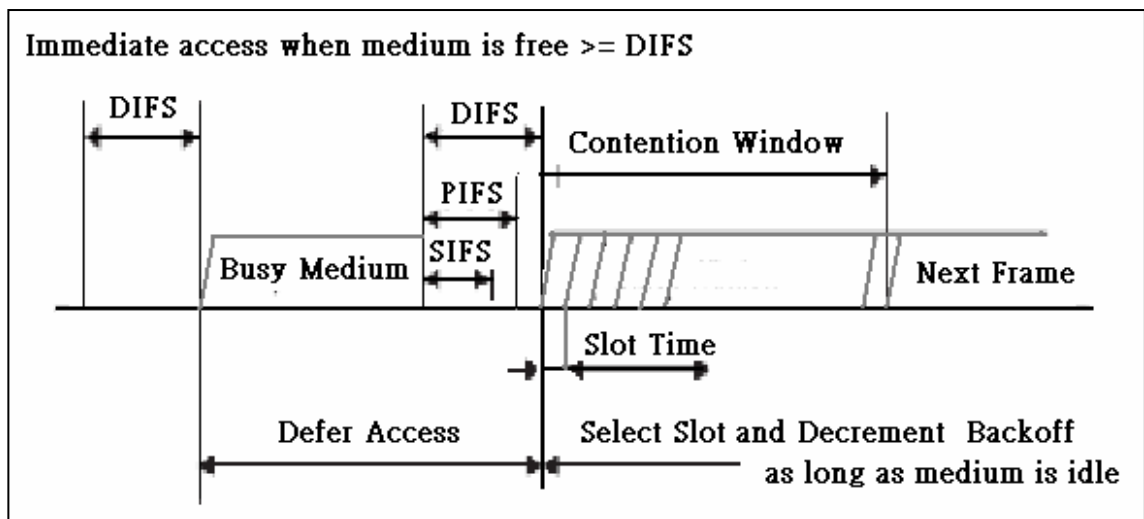 Immediate access when medium is free >= DIFS
DIFS
DIFS
Contention Window
PIFS
Busy Medium
SIFS
Next Frame
Slot Time
Defer Access
Select Slot and Decrement Backoff
as long as medium is idle